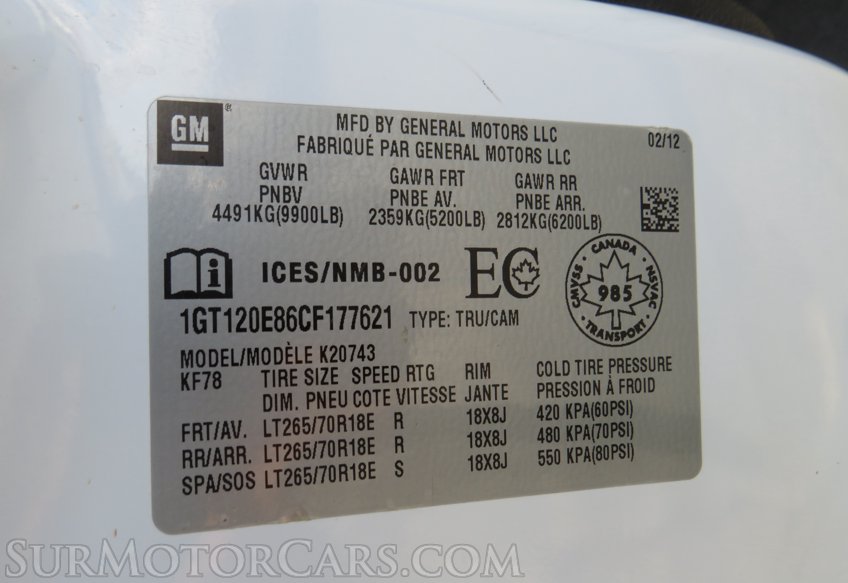 GM ®
MFD BY GENERAL MOTORS LLC 02/12
FABRIQUÉ PAR GENERAL MOTORS LLC
GVWR GAWR FRT GAWR RR
PNBV PNBE AV. PNBE ARR.
4491KG(9900LB) 2359KG(5200LB) 2812KG(6200LB)
ICES/NMB-002 EC
CANADA
CMVSS 985 NSVAC
TRANSPORT
1GT120E86CF177621 TYPE: TRU/CAM
MODEL/MODÈLE K20743
KF78 TIRE SIZE SPEED RTG RIM COLD TIRE PRESSURE
DIM. PNEU COTE VITESSE JANTE PRESSION À FROID
FRT/AV. LT265/70R18E R 18X8J 420 KPA(60PSI)
RR/ARR. LT265/70R18E R 18X8J 480 KPA(70PSI)
SPA/SOS LT265/70R18E S 18X8J 550 KPA(80PSI)
SURMOTORCARS.COM